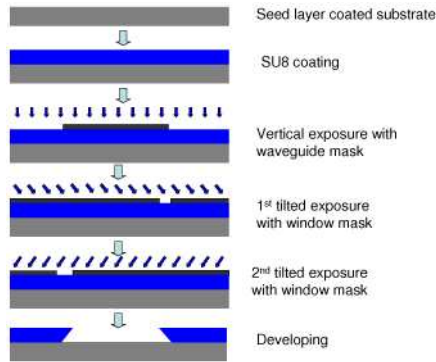 Seed layer coated substrate
SU8 coating
Vertical exposure with
waveguide mask
1st tilted exposure
with window mask
2nd tilted exposure
with window mask
Developing